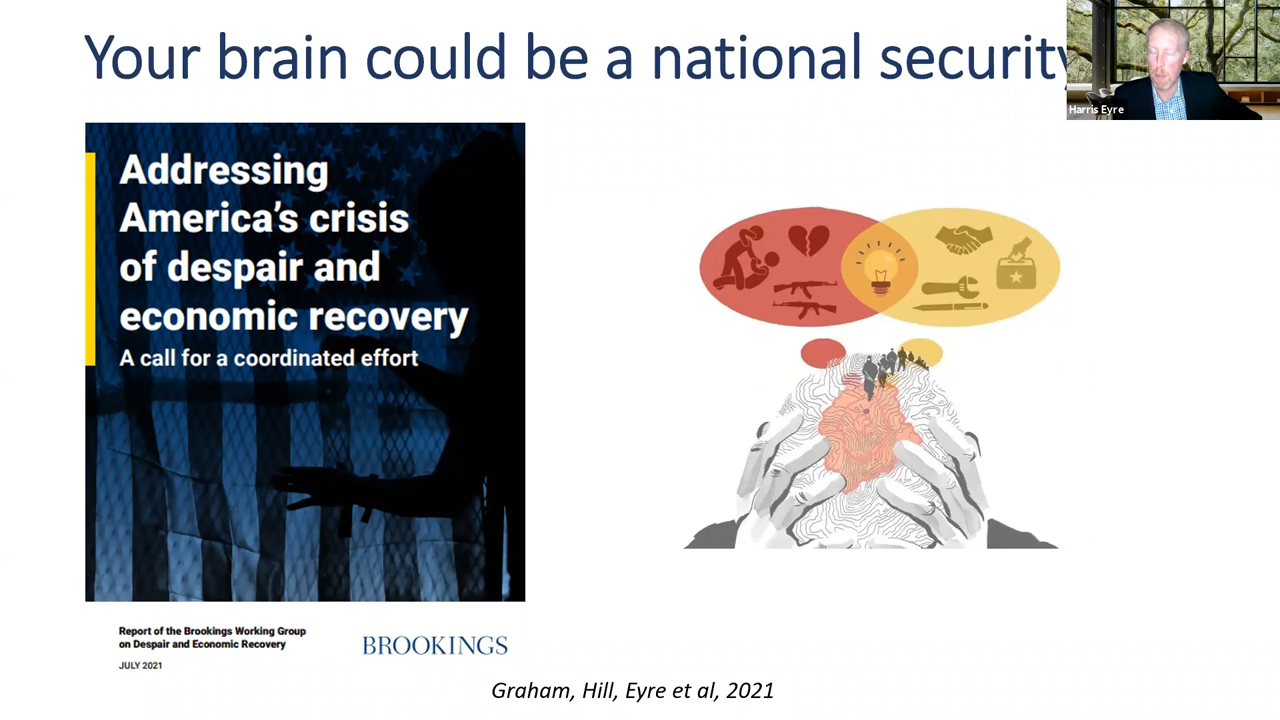 Your brain could be a national security
Harris Eyre
Addressing
America's crisis
of despair and
economic recovery
A call for a coordinated effort
Report of the Brookings Working Group
on Despair and Economic Recovery
JULY 2021
BROOKINGS
Graham, Hill, Eyre et al, 2021